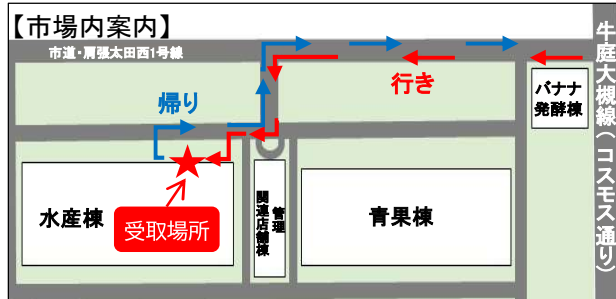 【市場内案内】
市道・肩張太田西1号線
帰り
行き
バナナ
発酵棟
牛庭大槻線(コスモス通り)
水産棟
受取場所
管理
関連店舗棟
青果棟